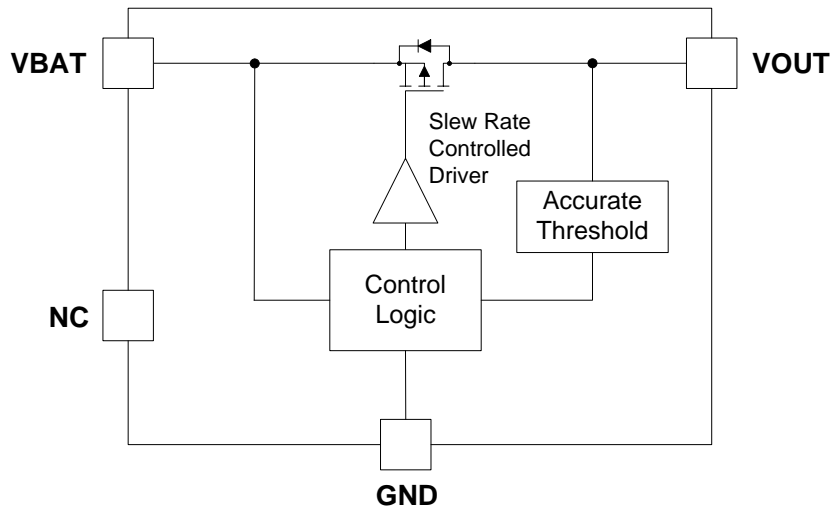 VBAT
VOUT
Slew Rate
Controlled
Driver
Accurate
Threshold
Control
Logic
NC
GND